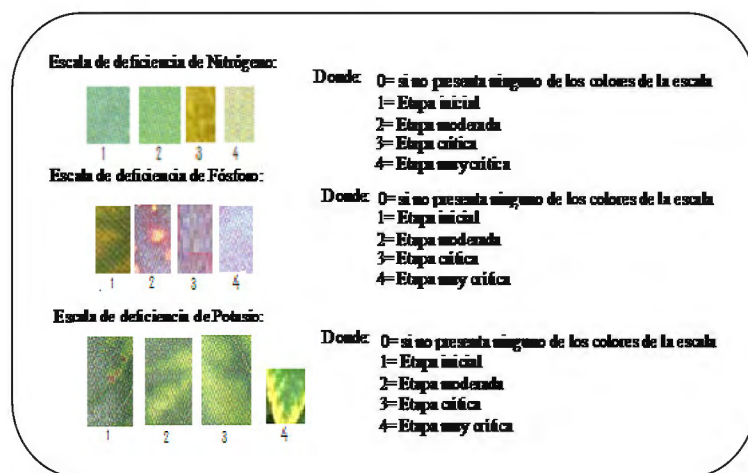 Escala de deficiencia de Nitrógeno:
1 2 3 4
Donde: 0= si no presenta ninguno de los colores de la escala
1= Etapa inicial
2= Etapa moderada
3= Etapa crítica
4= Etapa muy crítica
Escala de deficiencia de Fósforo:
1 2 3 4
Donde: 0= si no presenta ninguno de los colores de la escala
1= Etapa inicial
2= Etapa moderada
3= Etapa crítica
4= Etapa muy crítica
Escala de deficiencia de Potasio:
1 2 3 4
Donde: 0= si no presenta ninguno de los colores de la escala
1= Etapa inicial
2= Etapa moderada
3= Etapa crítica
4= Etapa muy crítica